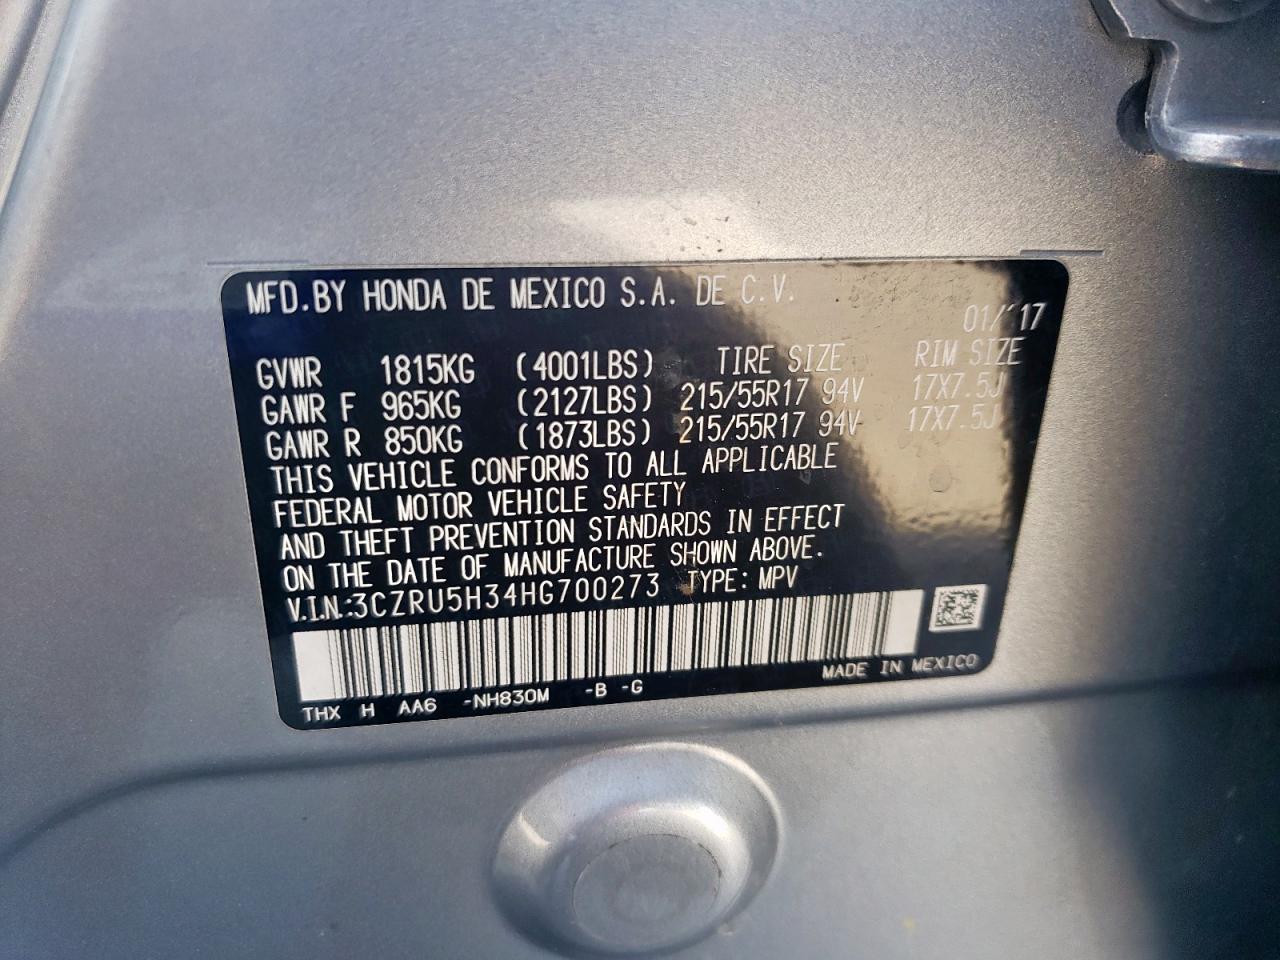 MFD.BY HONDA DE MEXICO S.A. DE C.V.
01/'17
GVWR 1815KG (4001LBS) TIRE SIZE RIM SIZE
GAWR F 965KG (2127LBS) 215/55R17 94V 17X7.5J
GAWR R 850KG (1873LBS) 215/55R17 94V 17X7.5J
THIS VEHICLE CONFORMS TO ALL APPLICABLE
FEDERAL MOTOR VEHICLE SAFETY
AND THEFT PREVENTION STANDARDS IN EFFECT
ON THE DATE OF MANUFACTURE SHOWN ABOVE.
V.I.N.:3CZRU5H34HG700273 TYPE: MPV
MADE IN MEXICO
THX H AA6 -NH830M -B -G